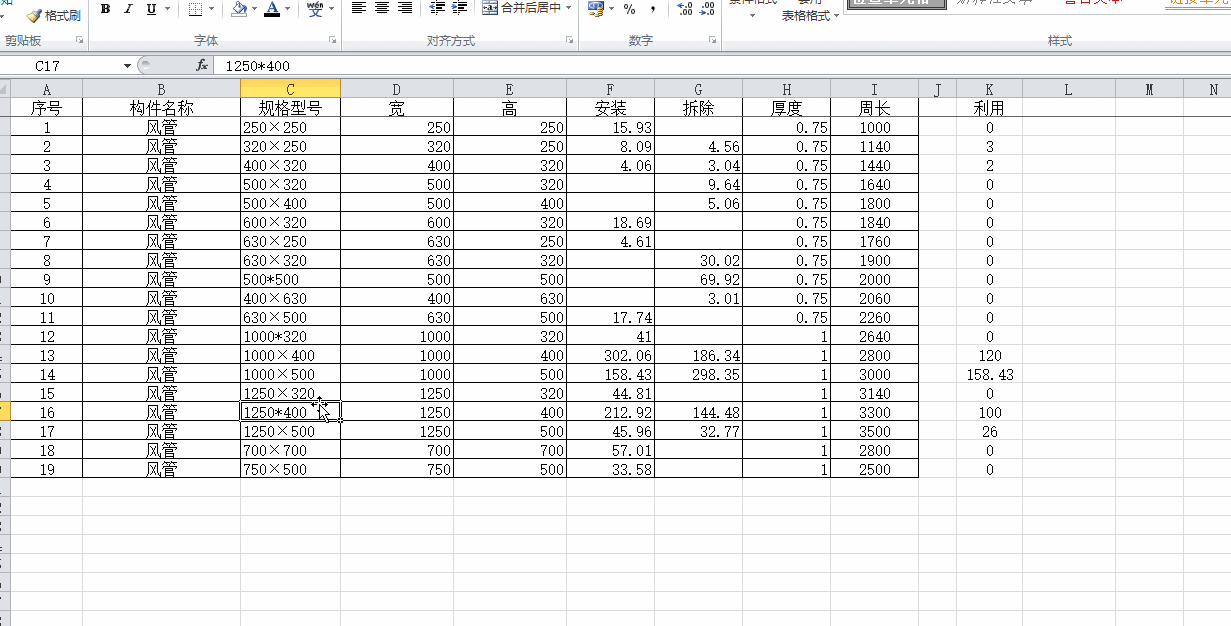 格式刷 B I U A wén 文 合并后居中 % , .0 .00 .00 .0 表格格式
剪贴板 字体 对齐方式 数字 样式
C17 fx 1250*400
A B C D E F G H I J K L M N
序号 构件名称 规格型号 宽 高 安装 拆除 厚度 周长 利用
1 风管 250×250 250 250 15.93 0.75 1000 0
2 风管 320×250 320 250 8.09 4.56 0.75 1140 3
3 风管 400×320 400 320 4.06 3.04 0.75 1440 2
4 风管 500×320 500 320 9.64 0.75 1640 0
5 风管 500×400 500 400 5.06 0.75 1800 0
6 风管 600×320 600 320 18.69 0.75 1840 0
7 风管 630×250 630 250 4.61 0.75 1760 0
8 风管 630×320 630 320 30.02 0.75 1900 0
9 风管 500*500 500 500 69.92 0.75 2000 0
10 风管 400×630 400 630 3.01 0.75 2060 0
11 风管 630×500 630 500 17.74 0.75 2260 0
12 风管 1000*320 1000 320 41 1 2640 0
13 风管 1000×400 1000 400 302.06 186.34 1 2800 120
14 风管 1000×500 1000 500 158.43 298.35 1 3000 158.43
15 风管 1250×320 1250 320 44.81 1 3140 0
16 风管 1250*400 1250 400 212.92 144.48 1 3300 100
17 风管 1250×500 1250 500 45.96 32.77 1 3500 26
18 风管 700×700 700 700 57.01 1 2800 0
19 风管 750×500 750 500 33.58 1 2500 0